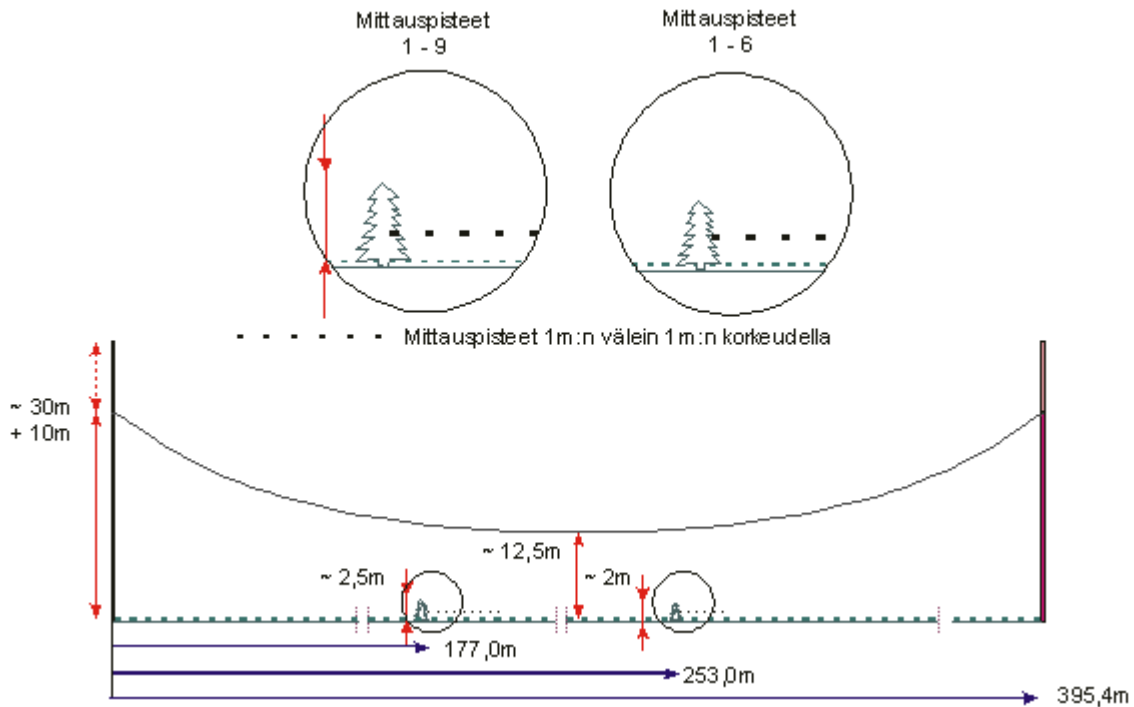 Mittauspisteet
1 - 9
Mittauspisteet
1 - 6
Mittauspisteet 1m:n välein 1m:n korkeudella
~ 30m
+ 10m
~ 12,5m
~ 2,5m
~ 2m
177,0m
253,0m
395,4m